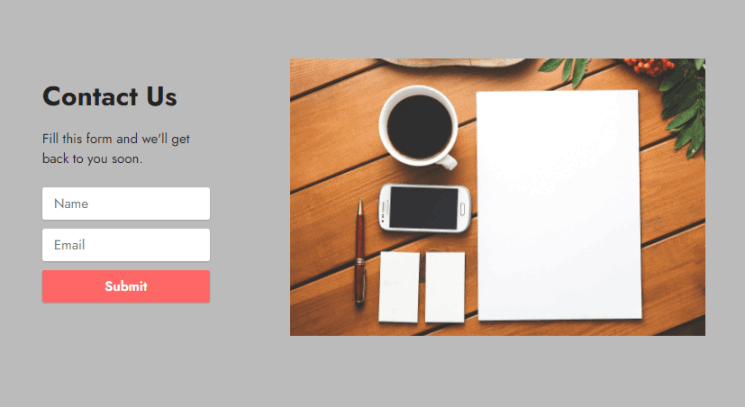 Contact Us
Fill this form and we'll get
back to you soon.
Name
Email
Submit